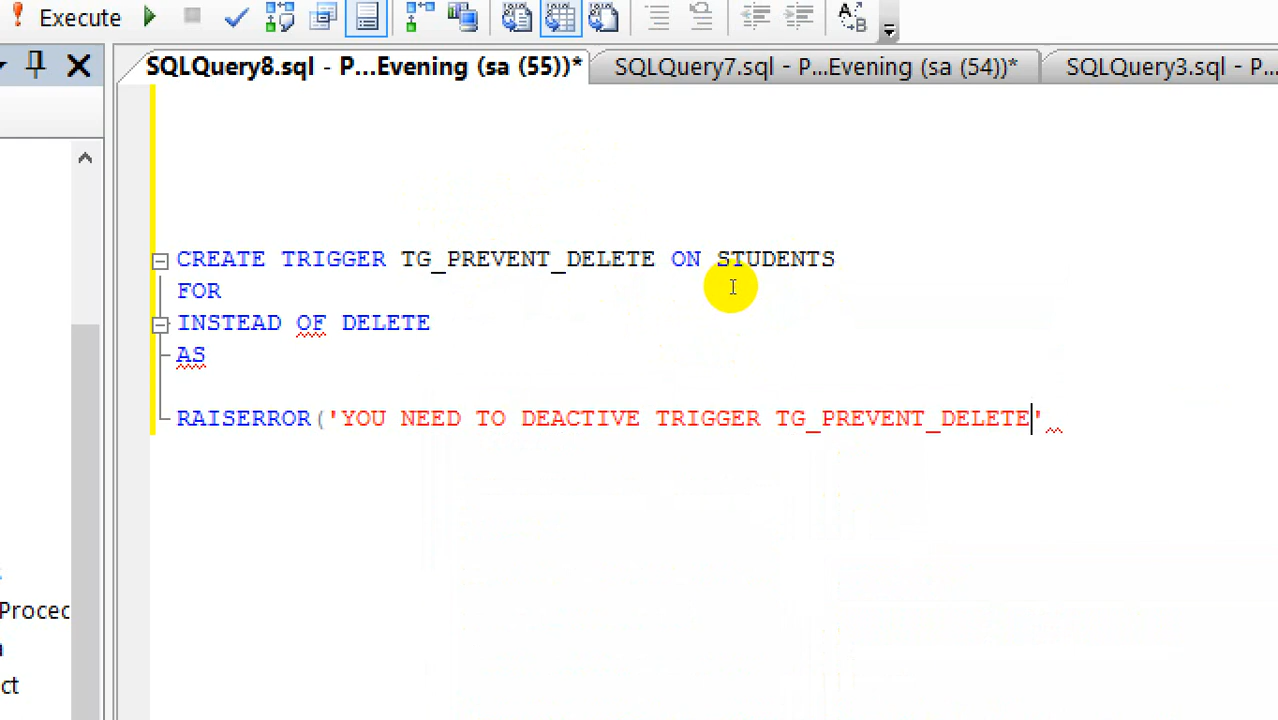 Execute
SQLQuery8.sql - P...Evening (sa (55))*
SQLQuery7.sql - P...Evening (sa (54))*
SQLQuery3.sql - P...
CREATE TRIGGER TG_PREVENT_DELETE ON STUDENTS
FOR
INSTEAD OF DELETE
AS
RAISERROR('YOU NEED TO DEACTIVE TRIGGER TG_PREVENT_DELETE'
Proced
ct